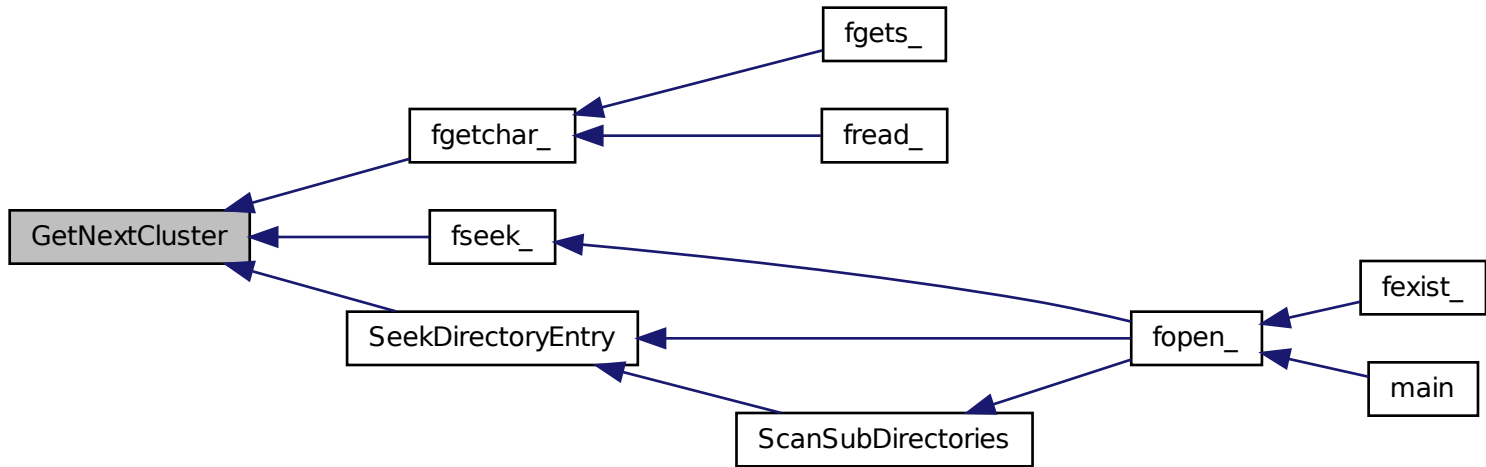 fgets_
fgetchar_
fread_
GetNextCluster
fseek_
fexist_
SeekDirectoryEntry
fopen_
main
ScanSubDirectories